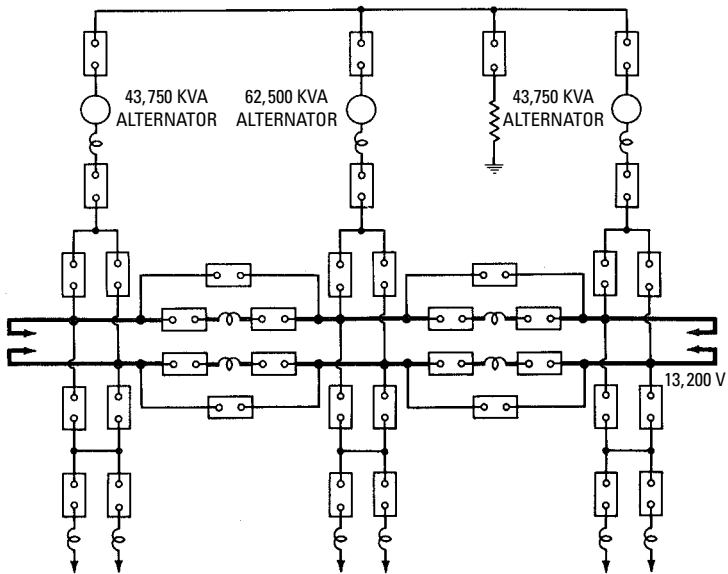 43,750 KVA
ALTERNATOR
62,500 KVA
ALTERNATOR
43,750 KVA
ALTERNATOR
13,200 V